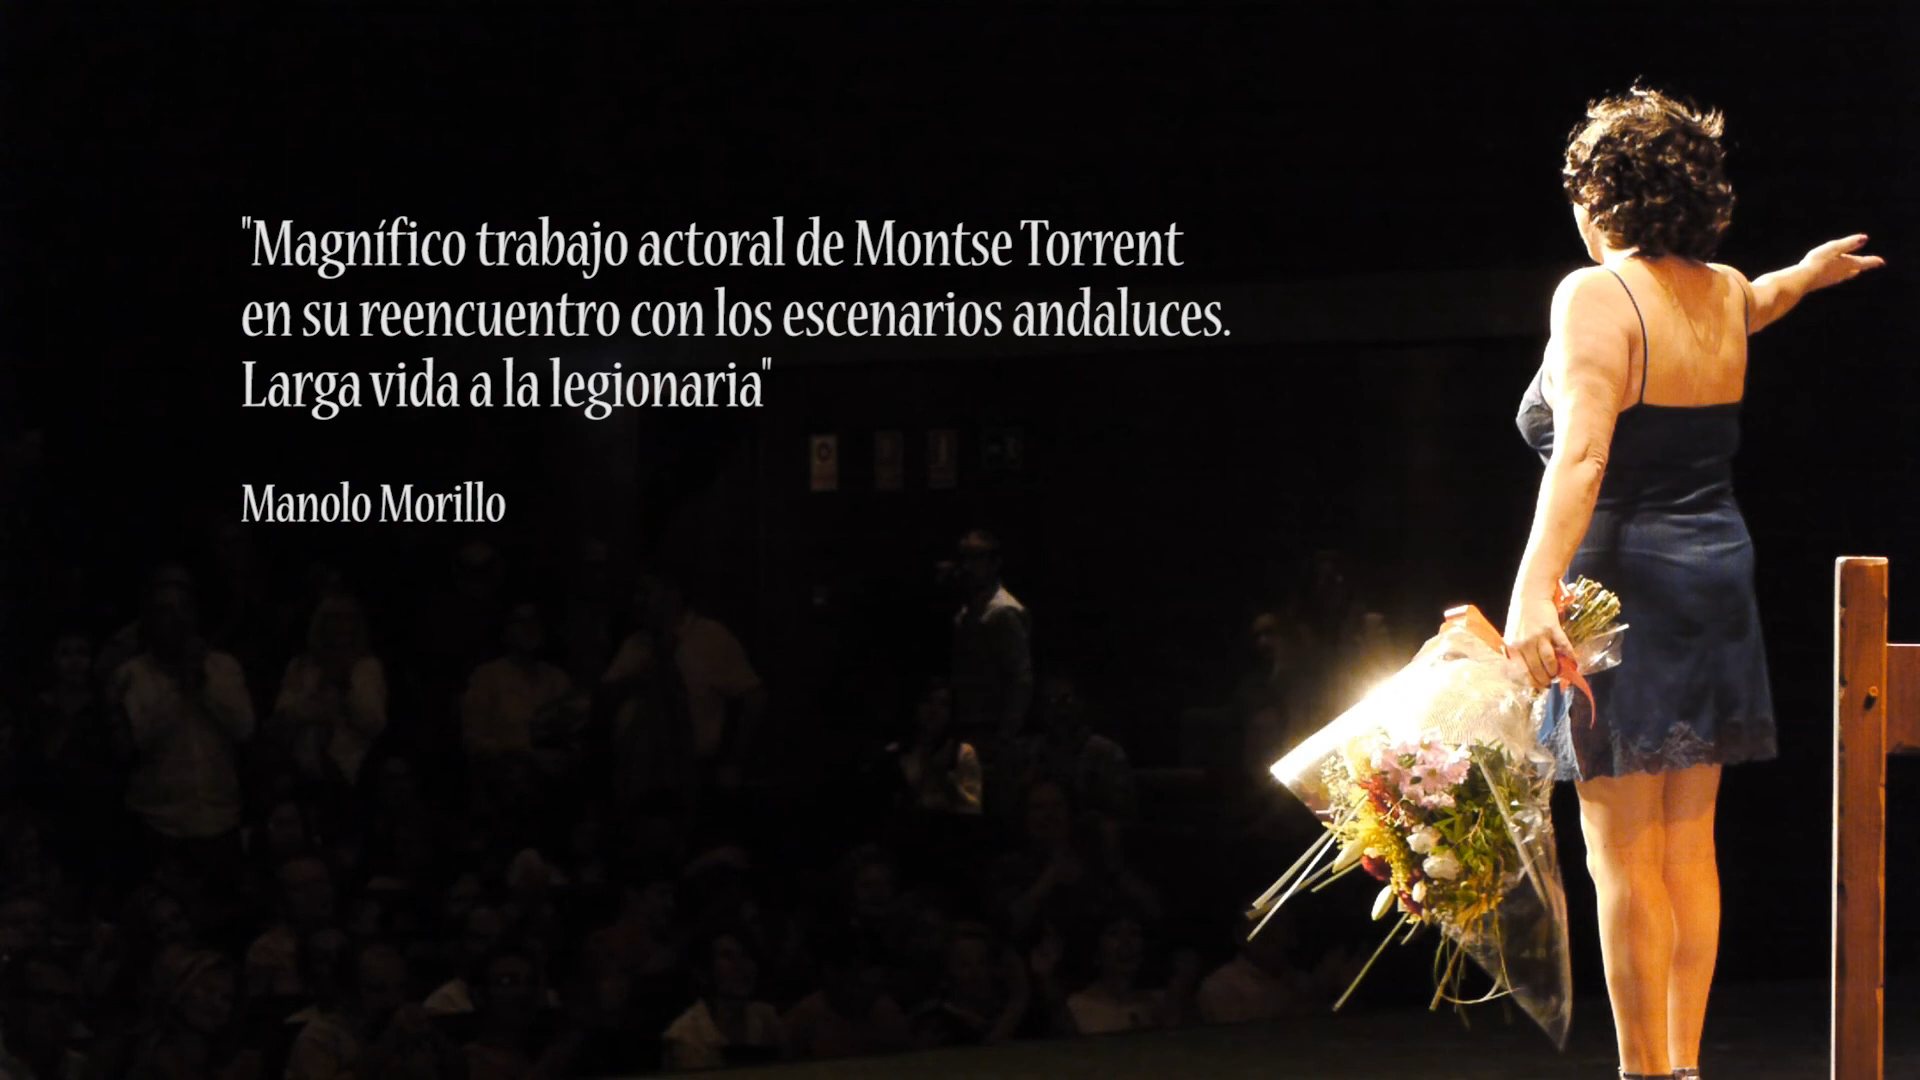 "Magnífico trabajo actoral de Montse Torrent
en su reencuentro con los escenarios andaluces.
Larga vida a la legionaria"
Manolo Morillo